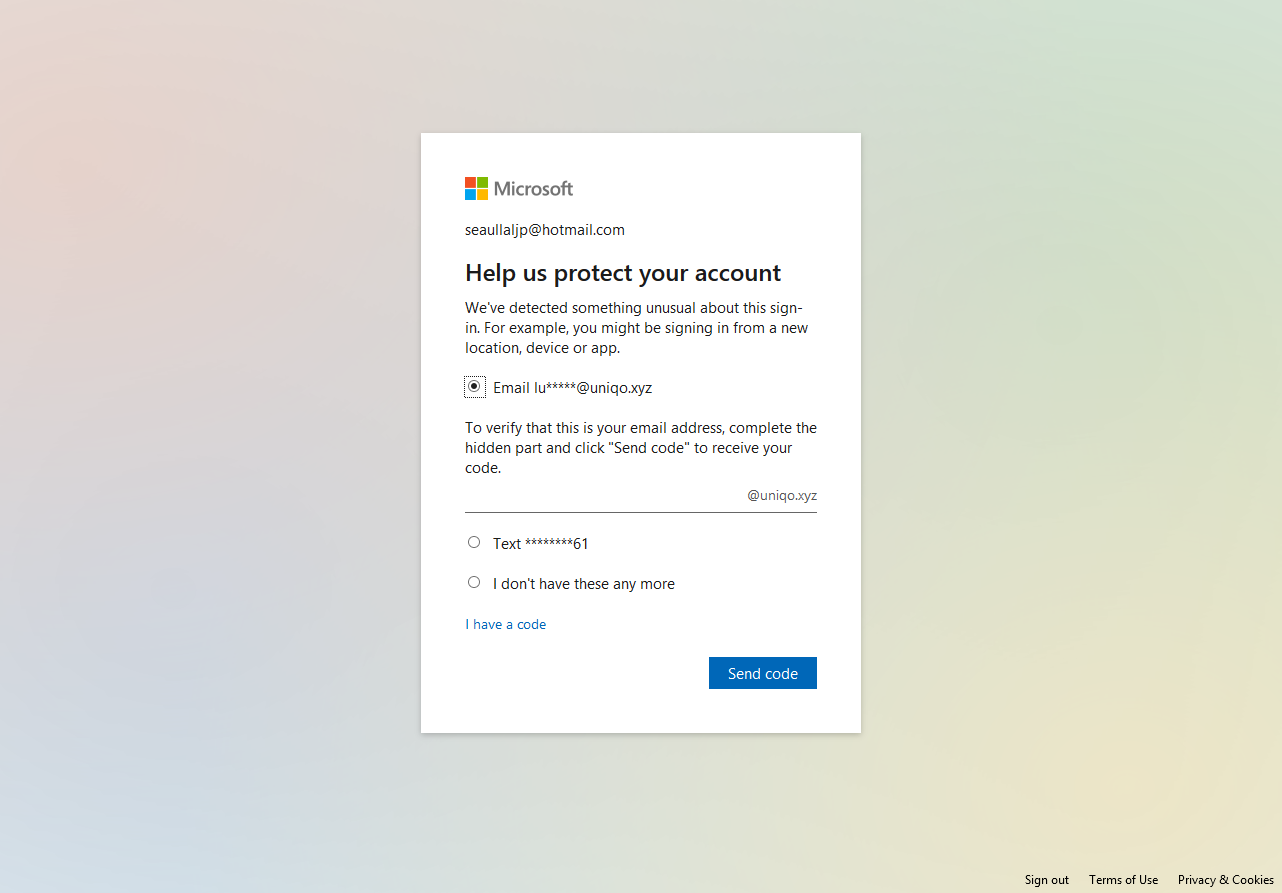 Microsoft
seaullaljp@hotmail.com
Help us protect your account
We've detected something unusual about this sign-
in. For example, you might be signing in from a new
location, device or app.
Email lu*****@uniqo.xyz
To verify that this is your email address, complete the
hidden part and click "Send code" to receive your
code.
@uniqo.xyz
Text ********61
I don't have these any more
I have a code
Send code
Sign out Terms of Use Privacy & Cookies